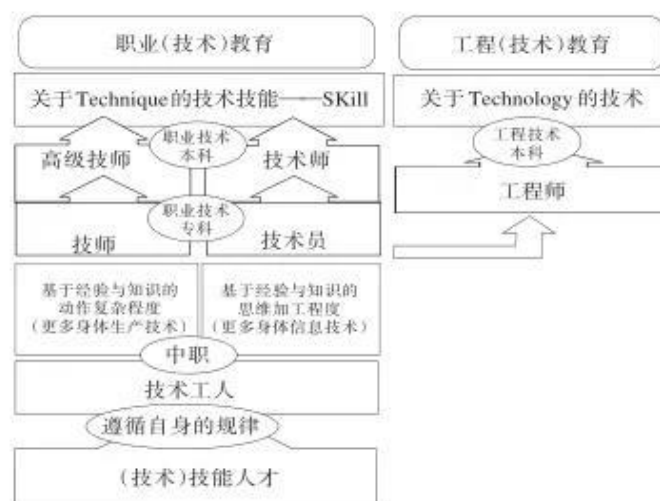 职业(技术)教育
工程(技术)教育
关于Technique的技术技能——SKill
关于Technology的技术
职业技术
本科
工程技术
本科
高级技师
技术师
工程师
职业技术
专科
技师
技术员
基于经验与知识的
动作复杂程度
(更多身体生产技术)
基于经验与知识的
思维加工程度
(更多身体信息技术)
中职
技术工人
遵循自身的规律
(技术)技能人才